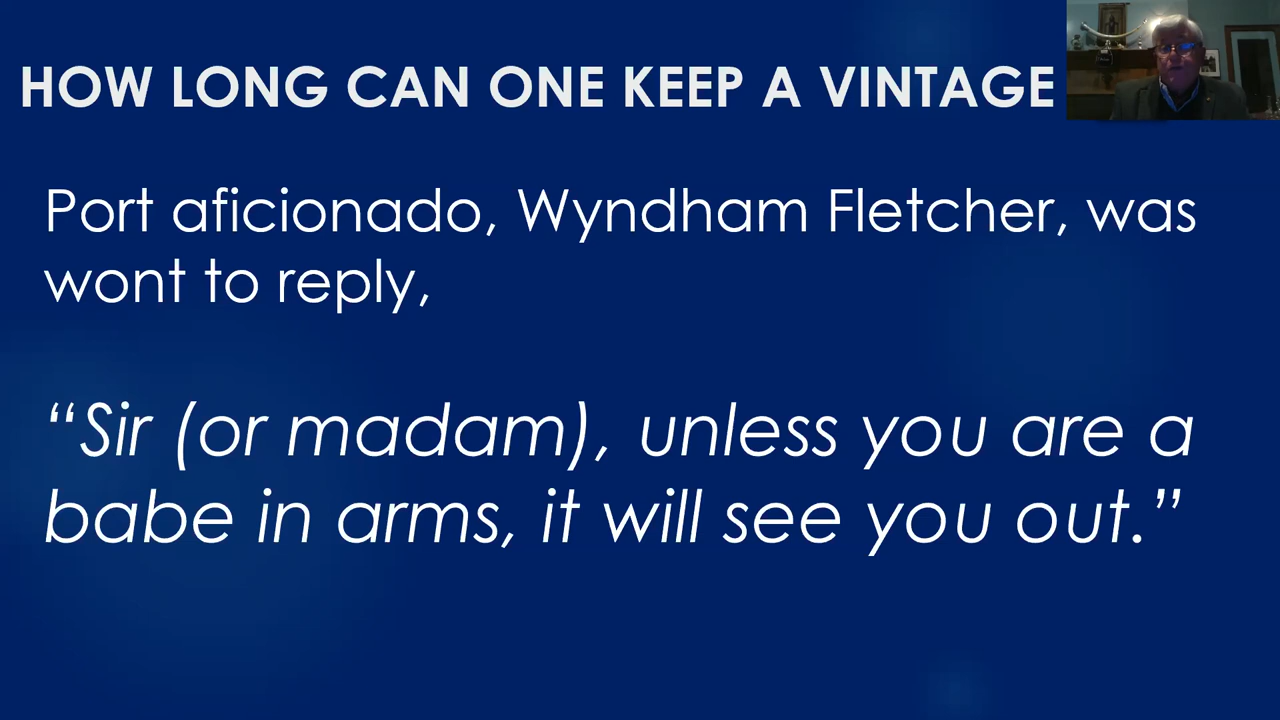 HOW LONG CAN ONE KEEP A VINTAGE
Port aficionado, Wyndham Fletcher, was
wont to reply,
“Sir (or madam), unless you are a
babe in arms, it will see you out.”